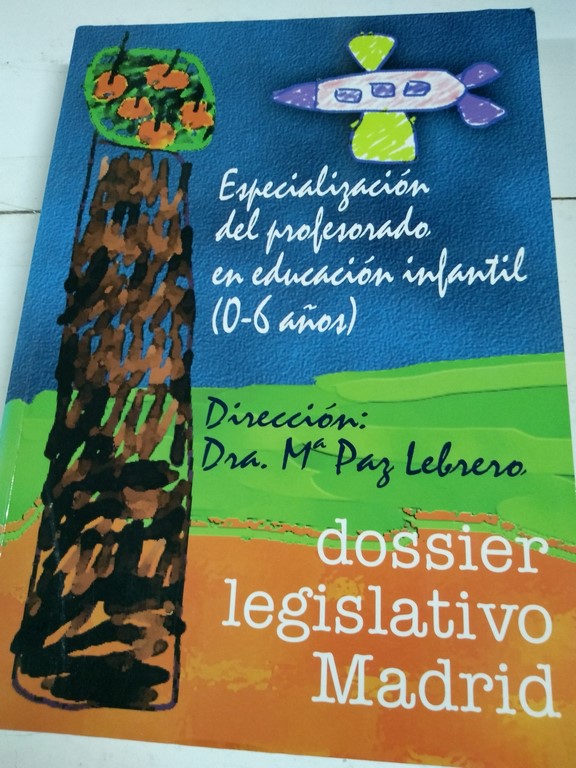 Especialización
del profesorado
en educación infantil
(0-6 años)
Dirección:
Dra. Mª Paz Lebrero
dossier
legislativo
Madrid